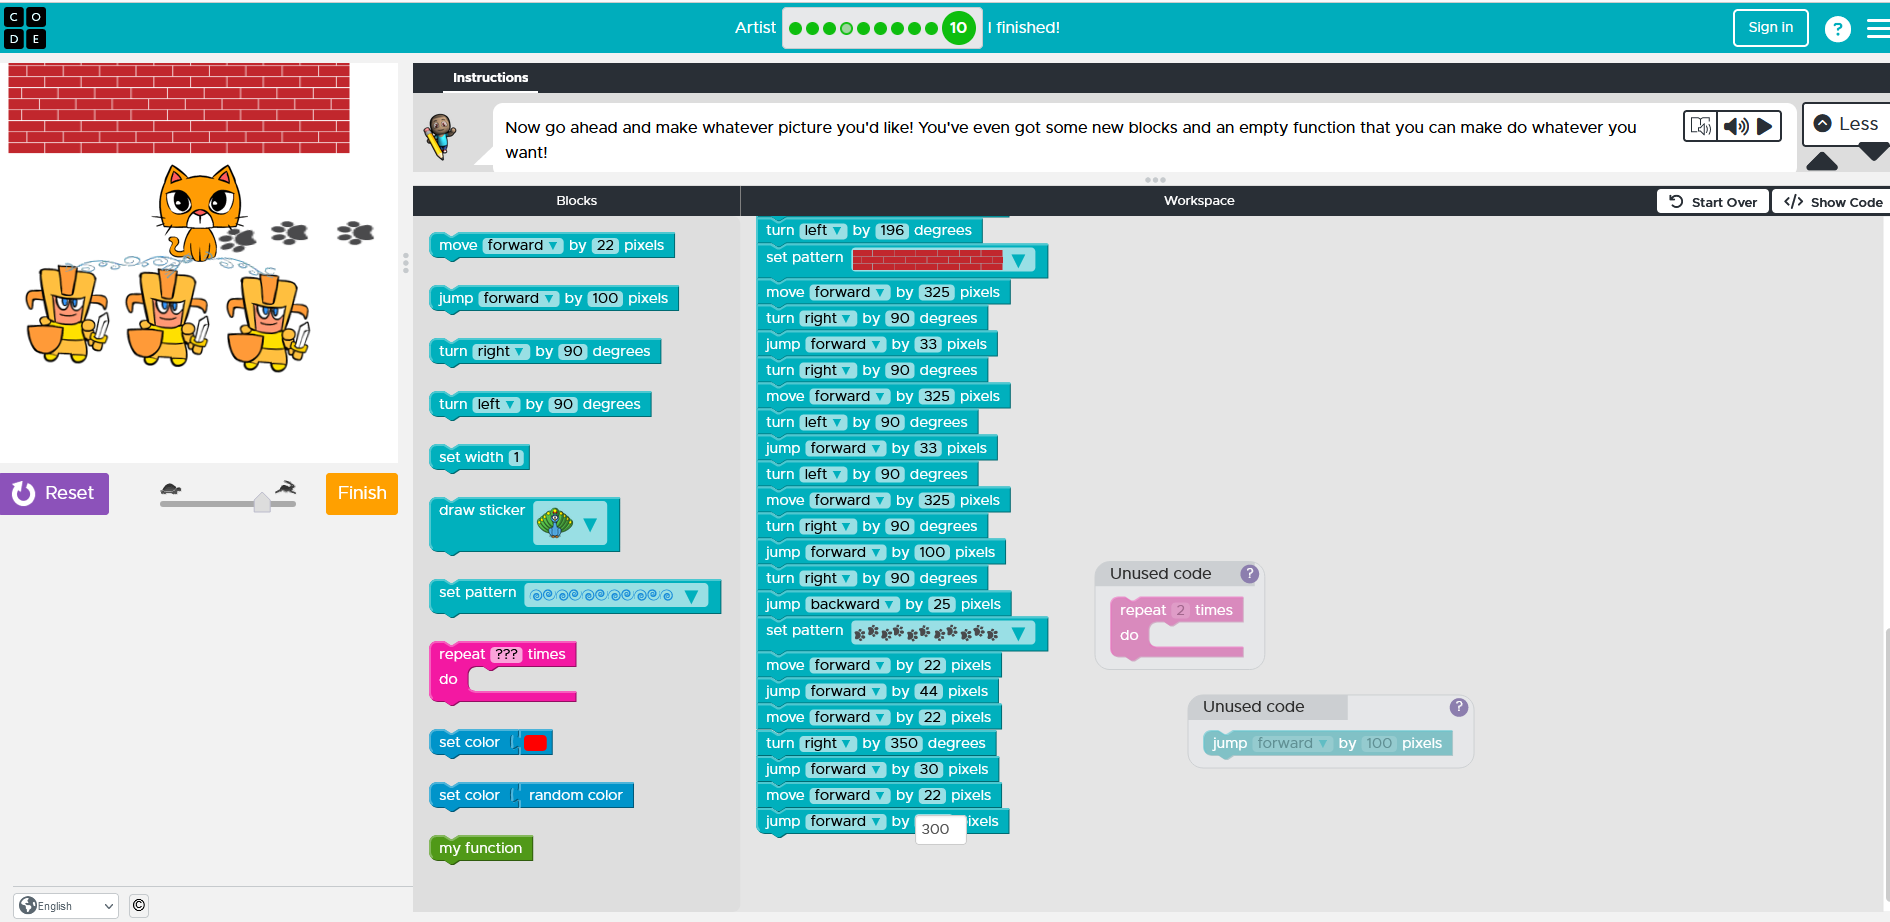 C O
D E
Artist
10
I finished!
Sign in
?
Instructions
Now go ahead and make whatever picture you'd like! You've even got some new blocks and an empty function that you can make do whatever you
want!
Less
Blocks
Workspace
Start Over
</> Show Code
Reset
Finish
move forward by 22 pixels
jump forward by 100 pixels
turn right by 90 degrees
turn left by 90 degrees
set width 1
draw sticker
set pattern
repeat ??? times
do
set color
set color random color
my function
turn left by 196 degrees
set pattern
move forward by 325 pixels
turn right by 90 degrees
jump forward by 33 pixels
turn right by 90 degrees
move forward by 325 pixels
turn left by 90 degrees
jump forward by 33 pixels
turn left by 90 degrees
move forward by 325 pixels
turn right by 90 degrees
jump forward by 100 pixels
turn right by 90 degrees
jump backward by 25 pixels
set pattern
move forward by 22 pixels
jump forward by 44 pixels
move forward by 22 pixels
turn right by 350 degrees
jump forward by 30 pixels
move forward by 22 pixels
jump forward by 300 ixels
Unused code ?
repeat 2 times
do
Unused code ?
jump forward by 100 pixels
English
©